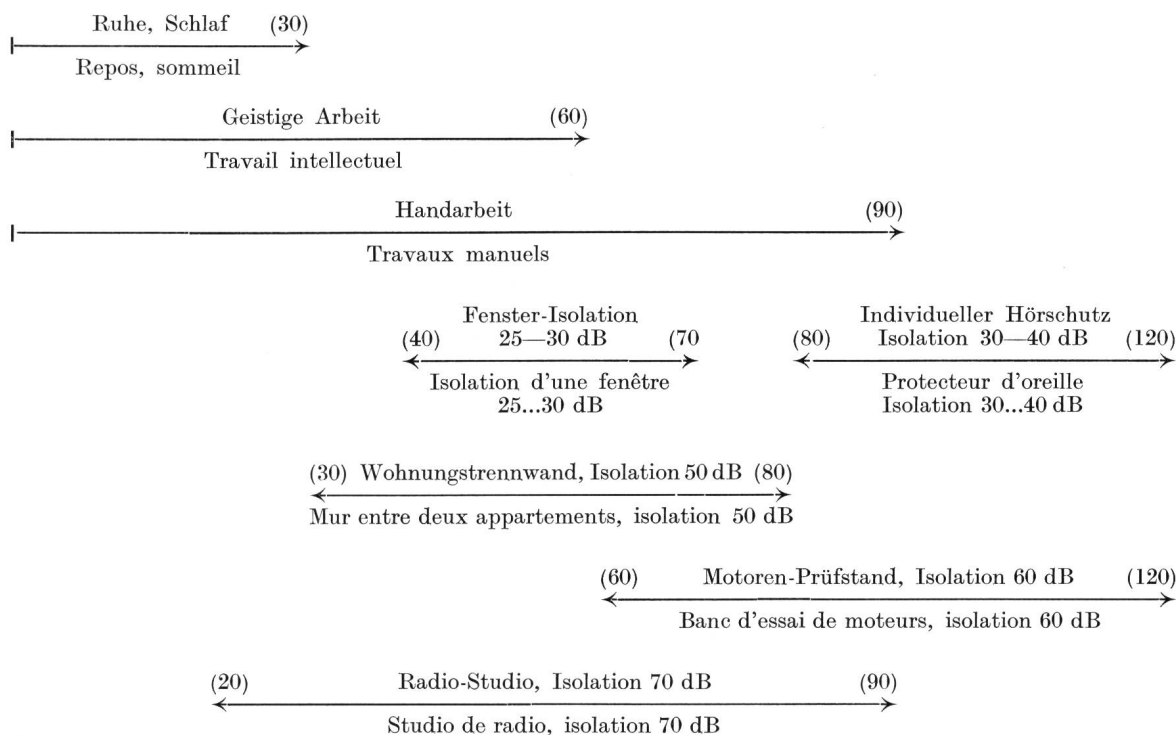 Ruhe, Schlaf (30)
Repos, sommeil
Geistige Arbeit (60)
Travail intellectuel
Handarbeit (90)
Travaux manuels
Fenster-Isolation
(40) 25—30 dB (70
Isolation d'une fenêtre
25...30 dB
Individueller Hörschutz
(80) Isolation 30—40 dB (120)
Protecteur d'oreille
Isolation 30...40 dB
(30) Wohnungstrennwand, Isolation 50 dB (80)
Mur entre deux appartements, isolation 50 dB
(60) Motoren-Prüfstand, Isolation 60 dB (120)
Banc d'essai de moteurs, isolation 60 dB
(20) Radio-Studio, Isolation 70 dB (90)
Studio de radio, isolation 70 dB